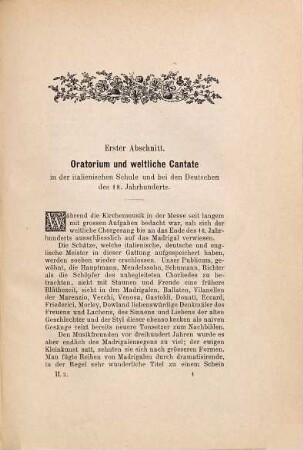 Erster Abschnitt.
Oratorium und weltliche Cantate
in der italienischen Schule und bei den Deutschen
des 18. Jahrhunderts.
Während die Kirchenmusik in der Messe seit langem
mit grossen Aufgaben bedacht war, sah sich der
weltliche Chorgesang bis an das Ende des 16. Jahr-
hunderts ausschliesslich auf das Madrigal verwiesen.
Die Schätze, welche italienische, deutsche und eng-
lische Meister in dieser Gattung aufgespeichert haben,
werden soeben wieder erschlossen. Unser Publikum, ge-
wöhnt, die Hauptmann, Mendelssohn, Schumann, Richter
als die Schöpfer des unbegleiteten Chorliedes zu be-
trachten, sieht mit Staunen und Freude eine frühere
Blüthezeit, sieht in den Madrigalen, Balleten, Vilanellen
der Marenzio, Vecchi, Venosa, Gastoldi, Donati, Eccard,
Friederici, Morley, Dowland liebenswürdige Denkmäler des
Freuens und Lachens, des Sinnens und Liebens der alten
Geschlechter und der Styl dieser ebenso kunstvoll als naiven
Gesänge reizt bereits neuere Tonsetzer zum Nachbilden.
Den Musikfreunden vor dreihundert Jahren wurde es
aber endlich des Madrigalensegens zu viel; der ewigen
Kleinkunst satt, sehnten sie sich nach grösseren Formen.
Man fügte Reihen von Madrigalen durch dramatisirende,
in der Regel sehr wunderliche Titel zu einem Schein
II, 2.
1